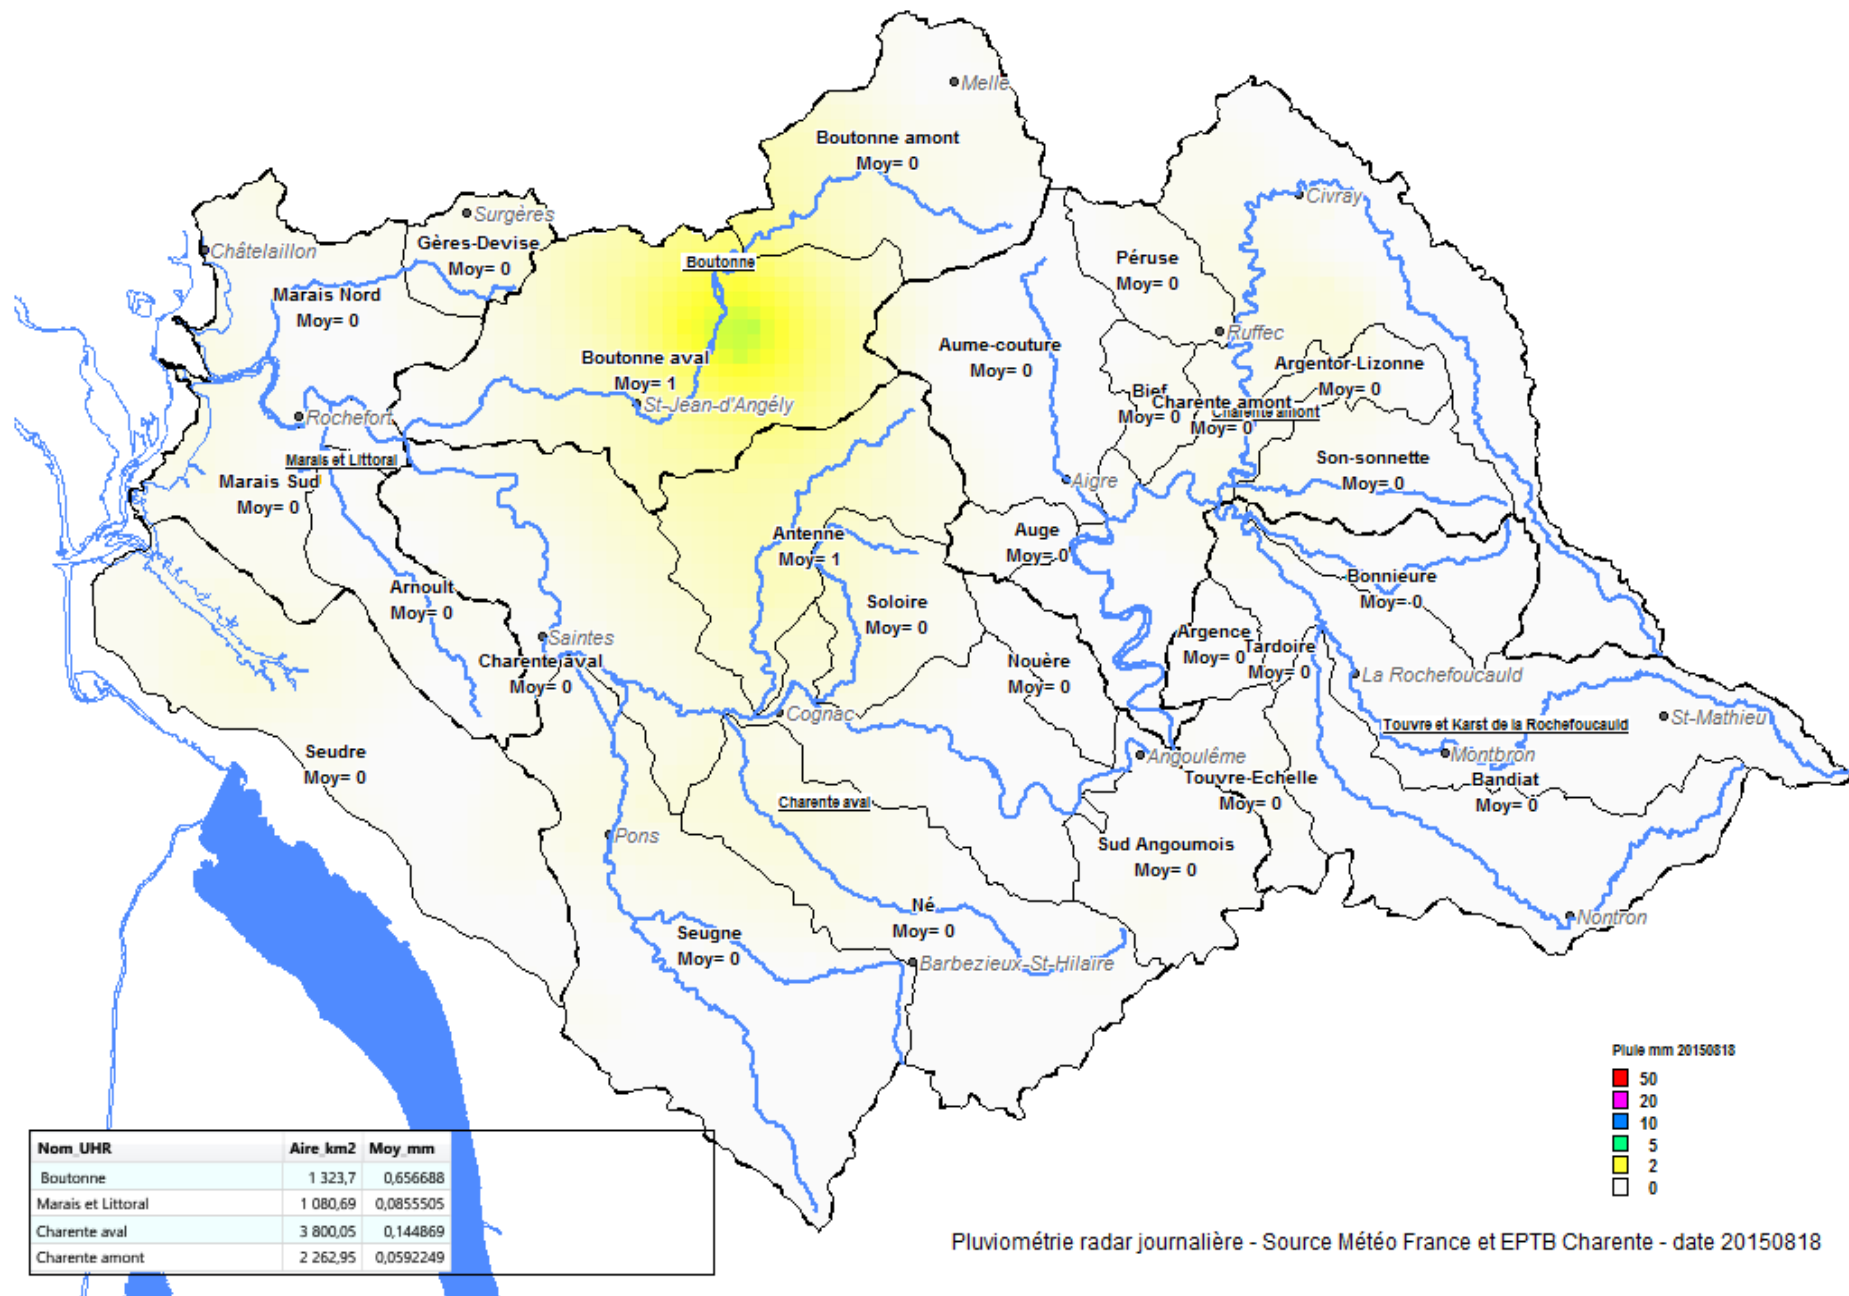 Melle
Boutonne amont
Moy= 0
Civray
Surgères
Châtelaillon
Gères-Devise
Moy= 0
Boutonne
Péruse
Moy= 0
Marais Nord
Moy= 0
Ruffec
Aume-couture
Moy= 0
Boutonne aval
Moy= 1
Argentor-Lizonne
Moy= 0
Bief
Moy= 0
Charente amont
Moy= 0
Charente amont
St-Jean-d'Angély
Rochefort
Marais et Littoral
Marais Sud
Moy= 0
Son-sonnette
Moy= 0
Aigre
Antenne
Moy= 1
Auge
Moy= 0
Bonnieure
Moy= 0
Arnoult
Moy= 0
Soloire
Moy= 0
Saintes
Charente aval
Moy= 0
Nouère
Moy= 0
Argence
Moy= 0
Tardoire
Moy= 0
La Rochefoucauld
Cognac
St-Mathieu
Touvre et Karst de la Rochefoucauld
Seudre
Moy= 0
Angoulême
Montbron
Touvre-Echelle
Moy= 0
Bandiat
Moy= 0
Charente aval
Pons
Sud Angoumois
Moy= 0
Né
Moy= 0
Nontron
Seugne
Moy= 0
Barbezieux-St-Hilaire
Pluie mm 20150818
50
20
10
5
2
0
Nom_UHR Aire_km2 Moy_mm
Boutonne 1 323,7 0,656688
Marais et Littoral 1 080,69 0,0855505
Charente aval 3 800,05 0,144869
Charente amont 2 262,95 0,0592249
Pluviométrie radar journalière - Source Météo France et EPTB Charente - date 20150818